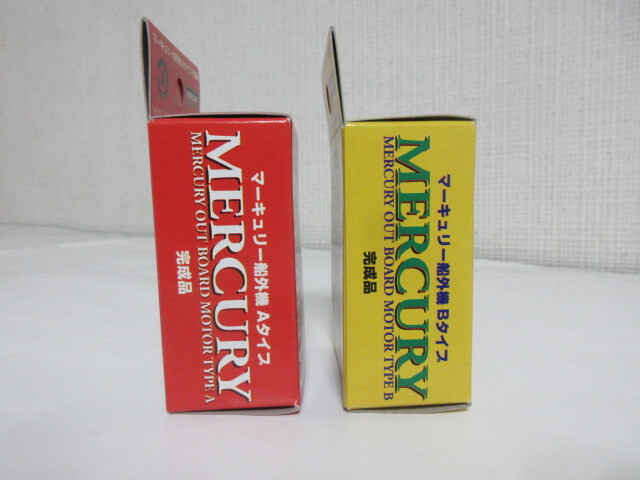 マーキュリー船外機 Aタイプ
MERCURY
MERCURY OUT BOARD MOTOR TYPE A
完成品
マーキュリー船外機 Bタイプ
MERCURY
MERCURY OUT BOARD MOTOR TYPE B
完成品